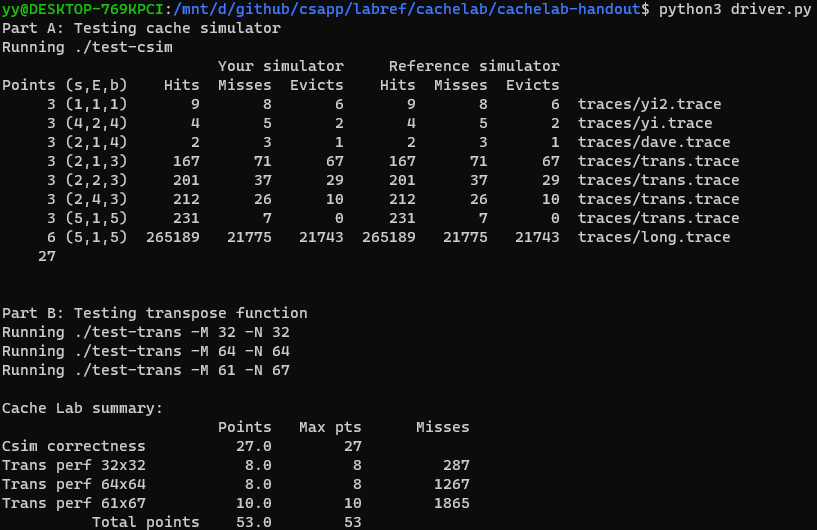 yy@DESKTOP-769KPCI:/mnt/d/github/csapp/labref/cachelab/cachelab-handout$ python3 driver.py
Part A: Testing cache simulator
Running ./test-csim
                        Your simulator     Reference simulator
Points (s,E,b)    Hits  Misses  Evicts    Hits  Misses  Evicts
     3 (1,1,1)       9       8       6       9       8       6  traces/yi2.trace
     3 (4,2,4)       4       5       2       4       5       2  traces/yi.trace
     3 (2,1,4)       2       3       1       2       3       1  traces/dave.trace
     3 (2,1,3)     167      71      67     167      71      67  traces/trans.trace
     3 (2,2,3)     201      37      29     201      37      29  traces/trans.trace
     3 (2,4,3)     212      26      10     212      26      10  traces/trans.trace
     3 (5,1,5)     231       7       0     231       7       0  traces/trans.trace
     6 (5,1,5)  265189   21775   21743  265189   21775   21743  traces/long.trace
    27
Part B: Testing transpose function
Running ./test-trans -M 32 -N 32
Running ./test-trans -M 64 -N 64
Running ./test-trans -M 61 -N 67
Cache Lab summary:
                        Points   Max pts      Misses
Csim correctness          27.0        27
Trans perf 32x32           8.0         8         287
Trans perf 64x64           8.0         8        1267
Trans perf 61x67          10.0        10        1865
          Total points    53.0        53